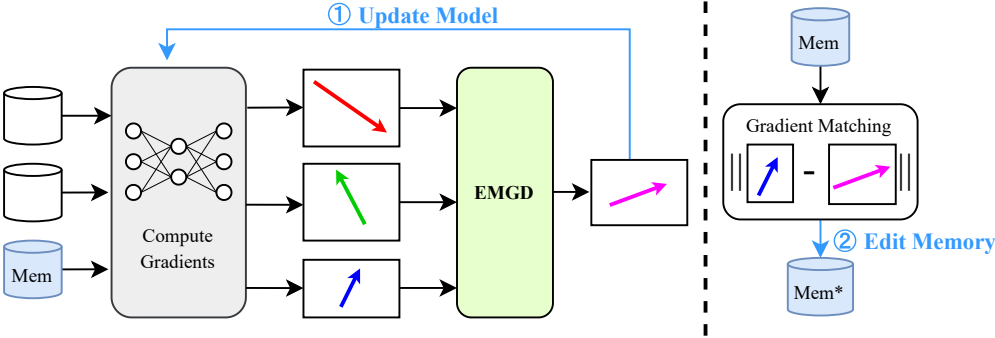 ① Update Model
Mem
Compute
Gradients
EMGD
Mem
Gradient Matching
-
② Edit Memory
Mem*